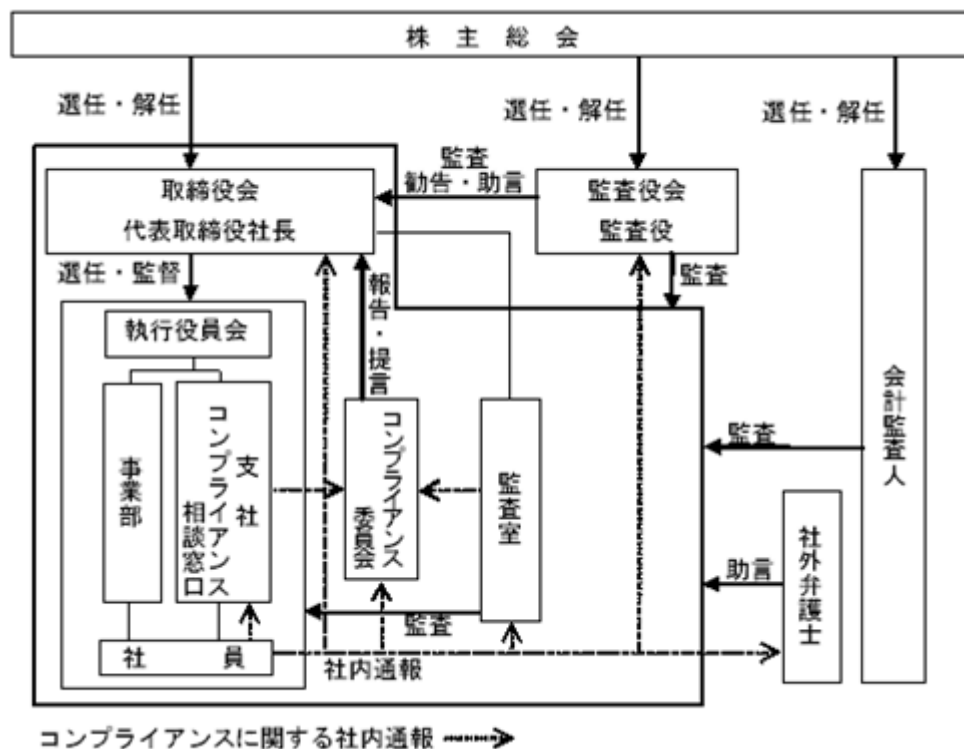 株主総会
選任・解任
選任・解任
選任・解任
監査
勧告・助言
取締役会
代表取締役社長
監査役会
監査役
選任・監督
監査
報告・提言
執行役員会
事業部
支社
コンプライアンス
相談窓口
コンプライアンス
委員会
監査室
会計監査人
監査
社外弁護士
助言
監査
社員
社内通報
コンプライアンスに関する社内通報